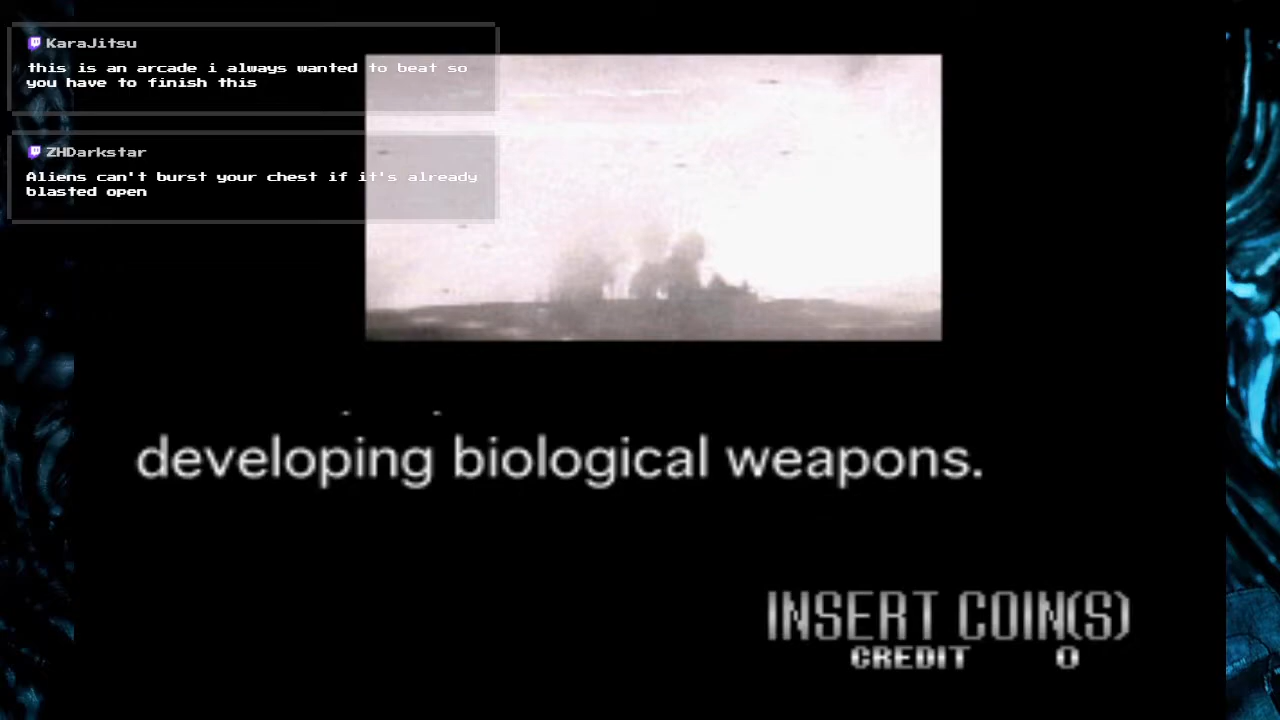 KaraJitsu
this is an arcade i always wanted to beat so
you have to finish this
ZHDarkstar
Aliens can't burst your chest if it's already
blasted open
developing biological weapons.
INSERT COIN(S)
CREDIT 0